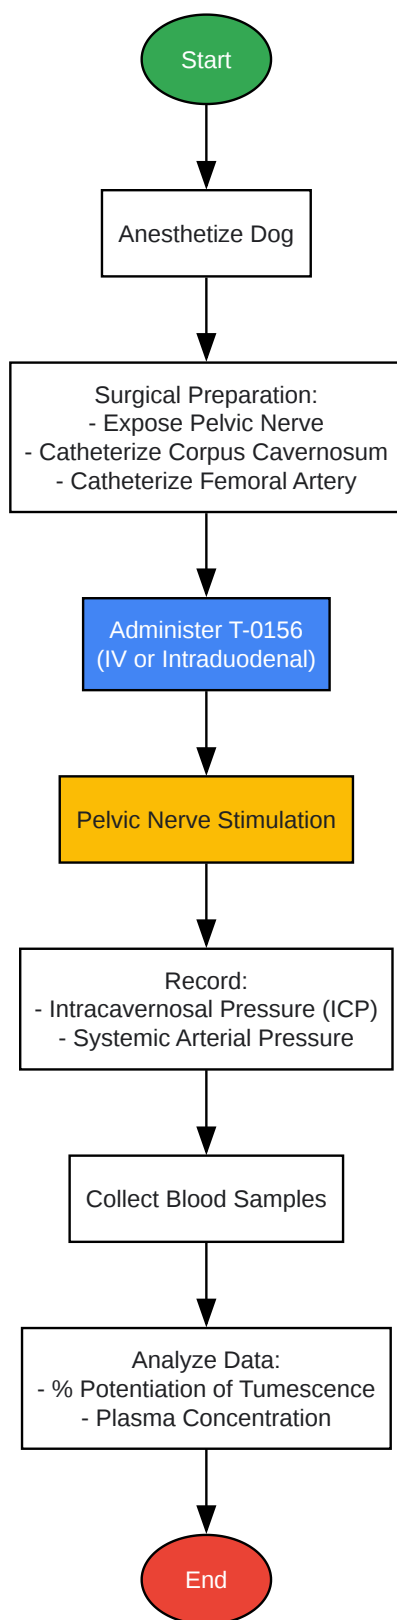 Start
Anesthetize Dog
Surgical Preparation:
- Expose Pelvic Nerve
- Catheterize Corpus Cavernosum
- Catheterize Femoral Artery
Administer T-0156
(IV or Intraduodenal)
Pelvic Nerve Stimulation
Record:
- Intracavernosal Pressure (ICP)
- Systemic Arterial Pressure
Collect Blood Samples
Analyze Data:
- % Potentiation of Tumescence
- Plasma Concentration
End